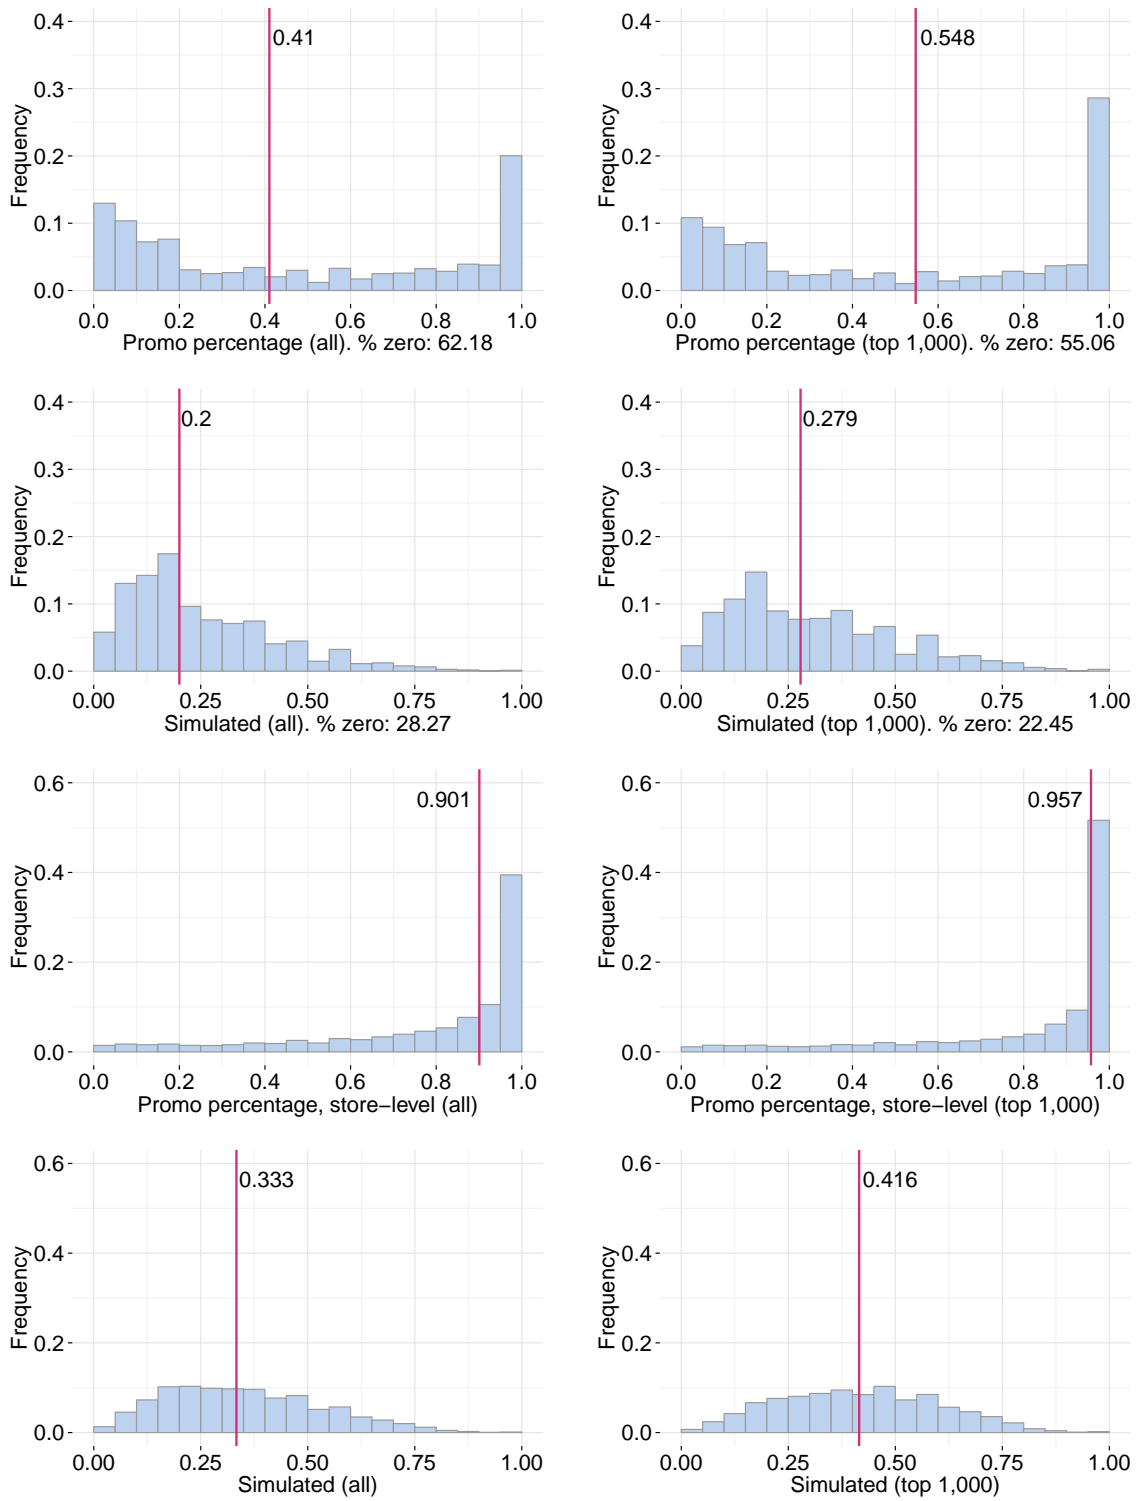 0.4
0.3
0.2
0.1
0.0
Frequency
0.41
0.0 0.2 0.4 0.6 0.8 1.0
Promo percentage (all). % zero: 62.18
0.4
0.3
0.2
0.1
0.0
Frequency
0.548
0.0 0.2 0.4 0.6 0.8 1.0
Promo percentage (top 1,000). % zero: 55.06
0.4
0.3
0.2
0.1
0.0
Frequency
0.2
0.00 0.25 0.50 0.75 1.00
Simulated (all). % zero: 28.27
0.4
0.3
0.2
0.1
0.0
Frequency
0.279
0.00 0.25 0.50 0.75 1.00
Simulated (top 1,000). % zero: 22.45
0.6
0.4
0.2
0.0
Frequency
0.901
0.0 0.2 0.4 0.6 0.8 1.0
Promo percentage, store−level (all)
0.6
0.4
0.2
0.0
Frequency
0.957
0.0 0.2 0.4 0.6 0.8 1.0
Promo percentage, store−level (top 1,000)
0.6
0.4
0.2
0.0
Frequency
0.333
0.00 0.25 0.50 0.75 1.00
Simulated (all)
0.6
0.4
0.2
0.0
Frequency
0.416
0.00 0.25 0.50 0.75 1.00
Simulated (top 1,000)